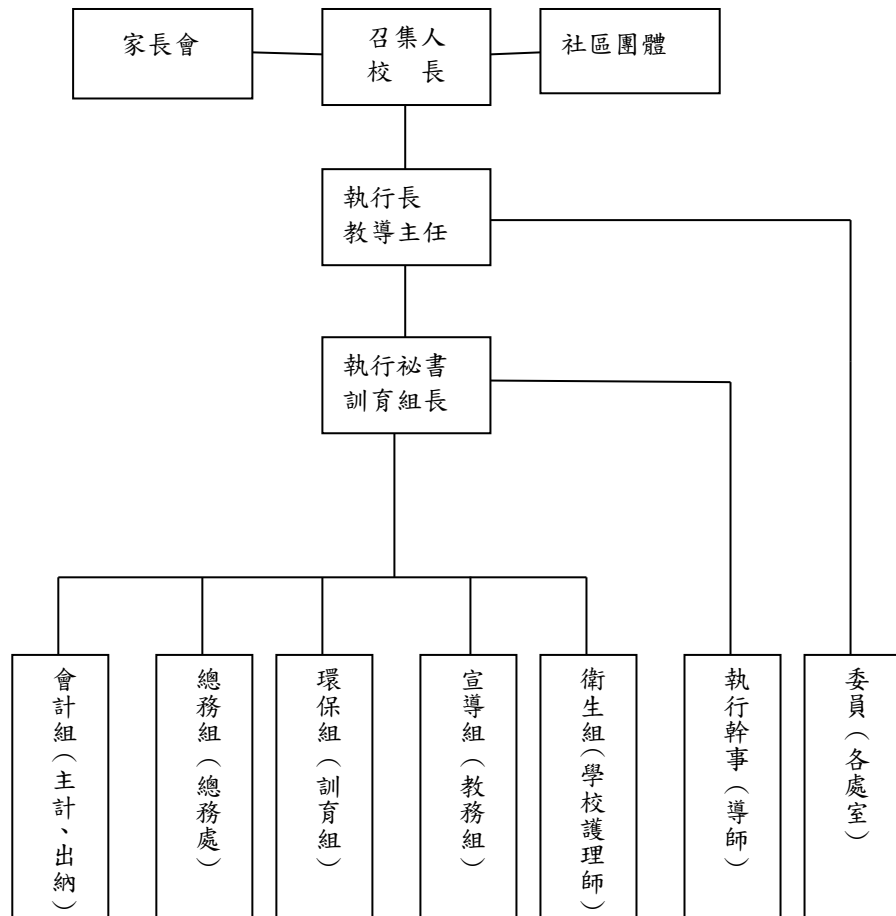 家長會
召集人
校　長
社區團體
執行長
教導主任
執行祕書
訓育組長
會計組（主計、出納）
總務組（總務處）
環保組（訓育組）
宣導組（教務組）
衛生組（學校護理師）
執行幹事（導師）
委員（各處室）